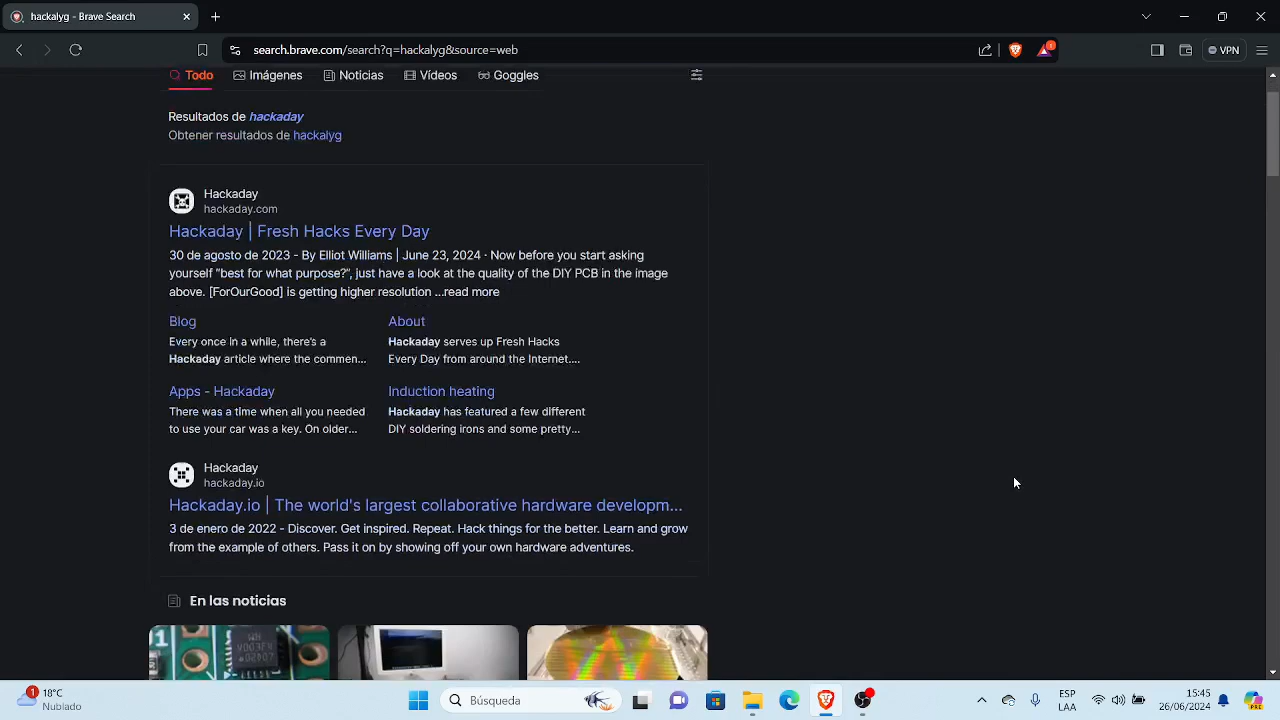 hackalyg - Brave Search
search.brave.com/search?q=hackalyg&source=web
1
VPN
Todo
Imágenes
Noticias
Vídeos
Goggles
Resultados de hackaday
Obtener resultados de hackalyg
Hackaday
hackaday.com
Hackaday | Fresh Hacks Every Day
30 de agosto de 2023 - By Elliot Williams | June 23, 2024 · Now before you start asking
yourself “best for what purpose?”, just have a look at the quality of the DIY PCB in the image
above. [ForOurGood] is getting higher resolution ...read more
Blog
Every once in a while, there’s a
Hackaday article where the commen...
About
Hackaday serves up Fresh Hacks
Every Day from around the Internet....
Apps - Hackaday
There was a time when all you needed
to use your car was a key. On older...
Induction heating
Hackaday has featured a few different
DIY soldering irons and some pretty...
Hackaday
hackaday.io
Hackaday.io | The world's largest collaborative hardware developm...
3 de enero de 2022 - Discover. Get inspired. Repeat. Hack things for the better. Learn and grow
from the example of others. Pass it on by showing off your own hardware adventures.
En las noticias
1
18°C
Nublado
Búsqueda
ESP
LAA
15:45
26/06/2024
PRE